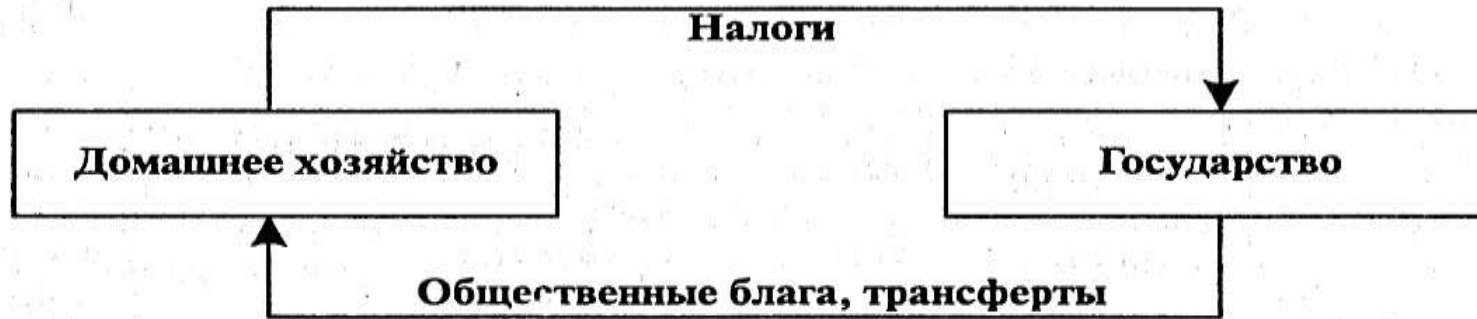 Налоги
Домашнее хозяйство
Государство
Общественные блага, трансферты